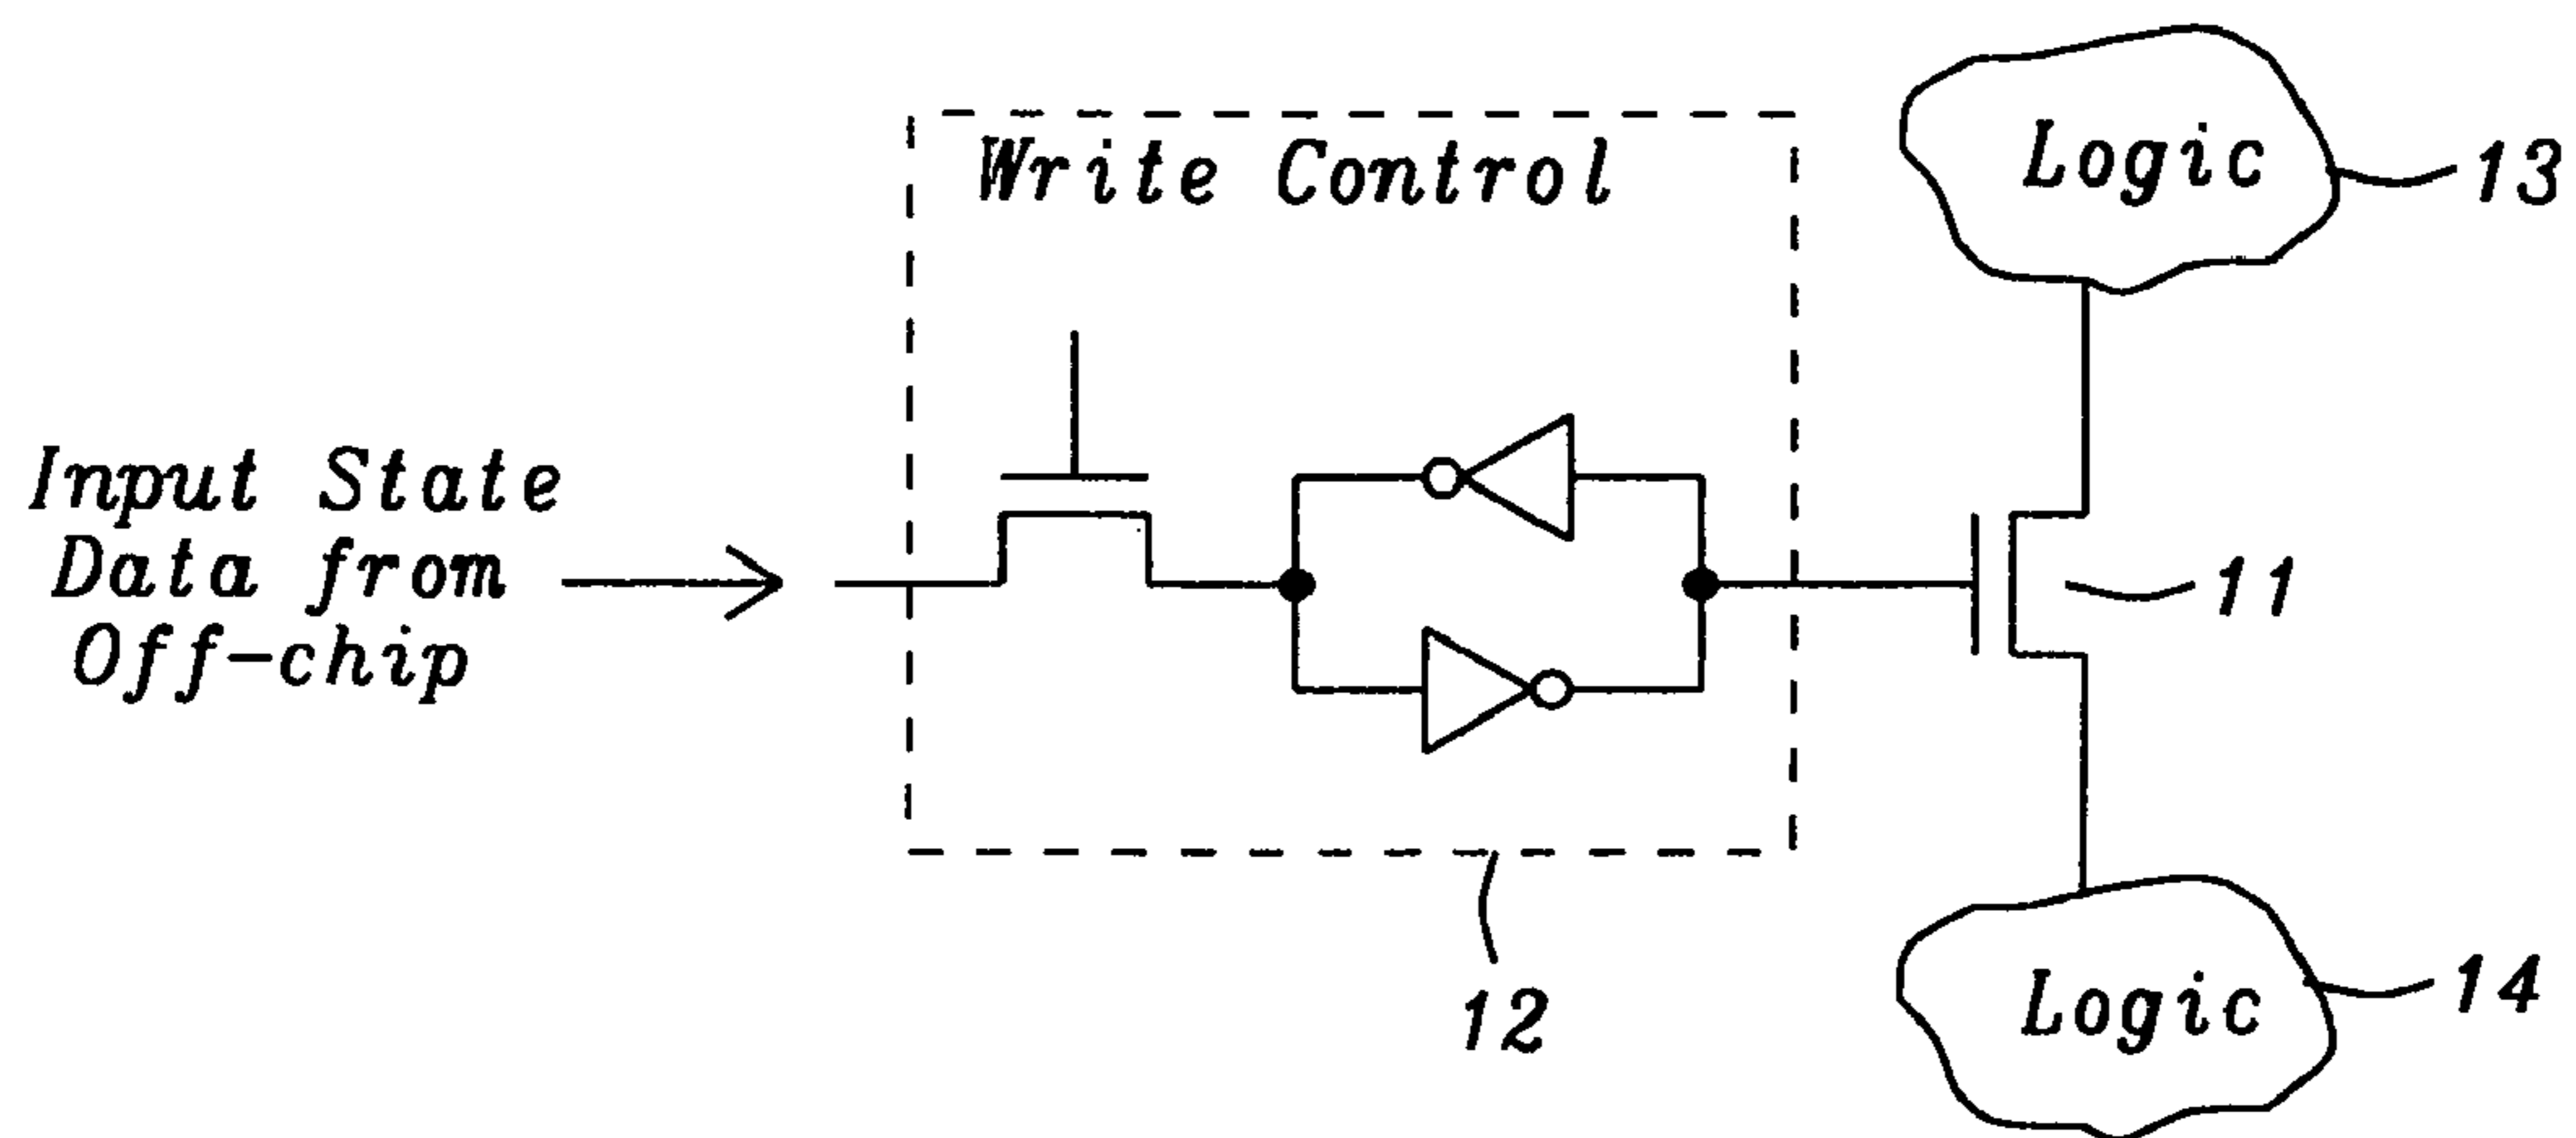 Write Control
Logic
13
Input State
Data from
Off-chip
11
12
Logic
14